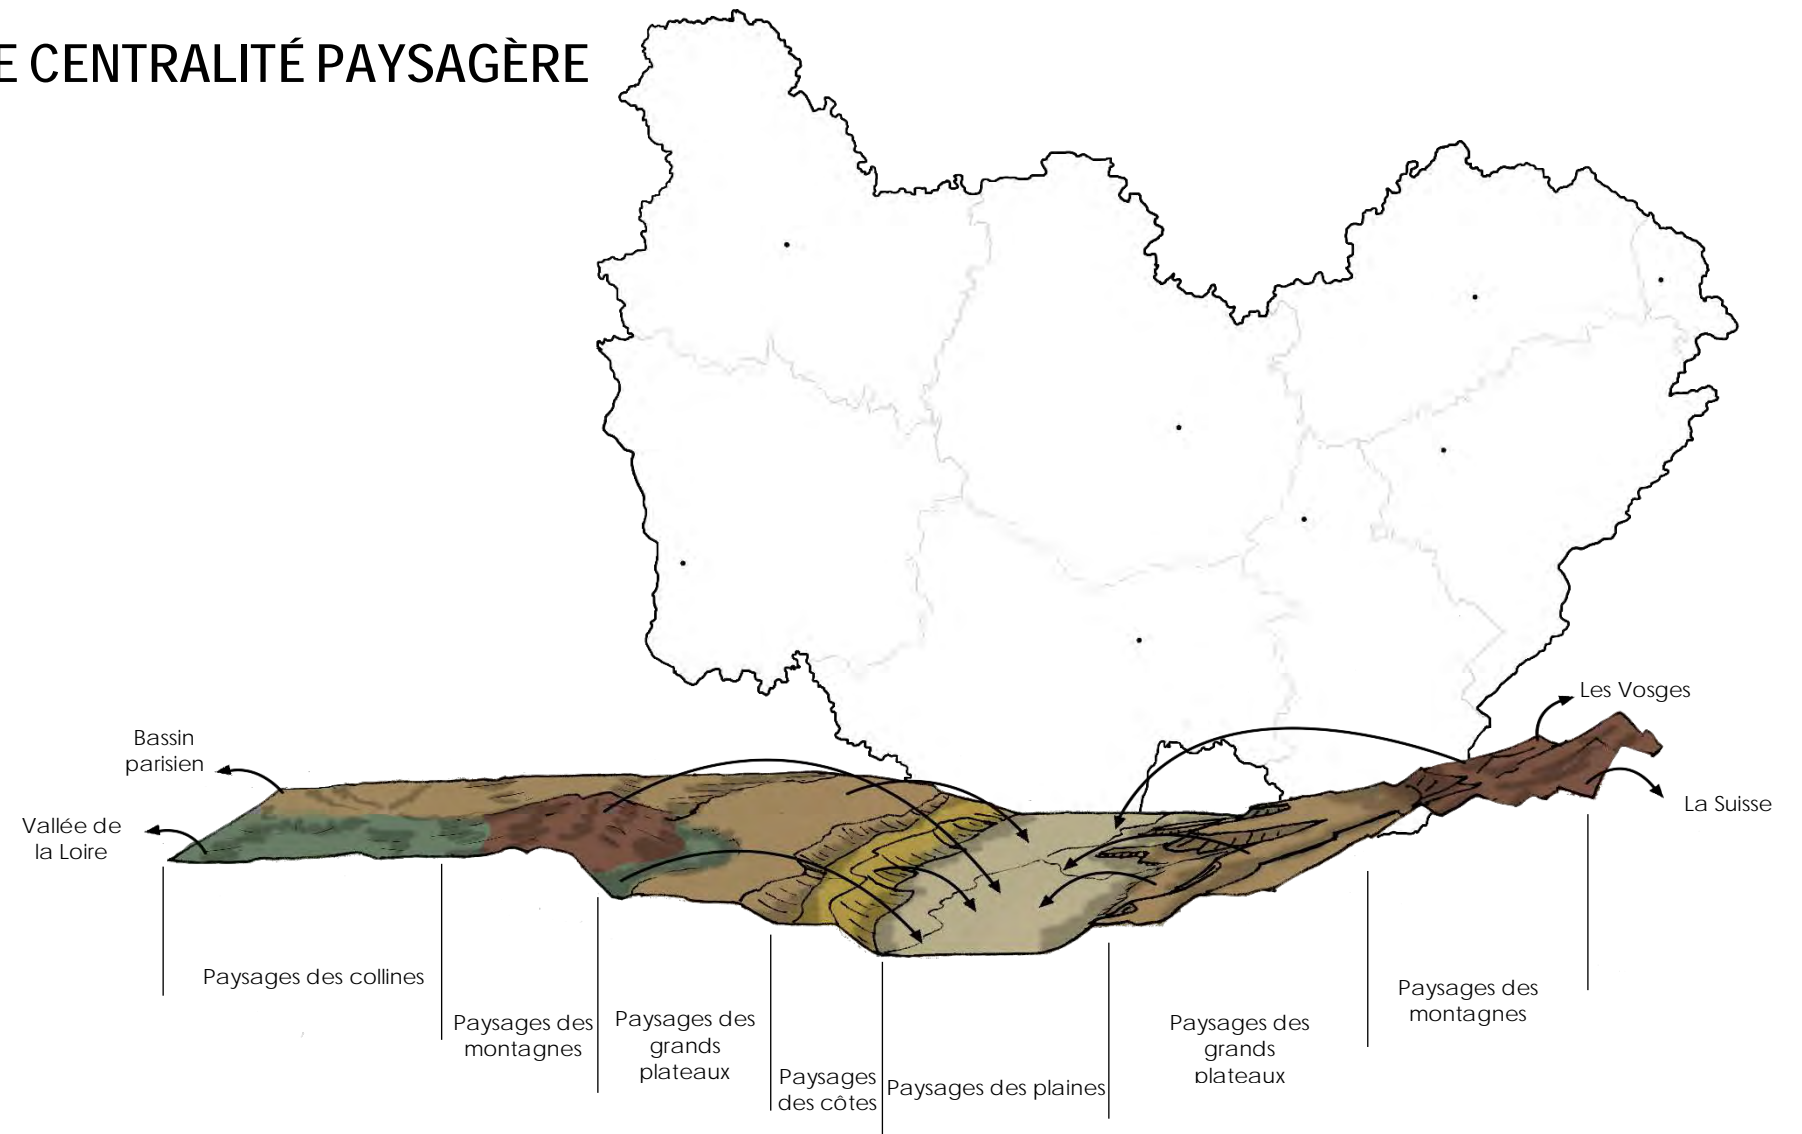 E CENTRALITÉ PAYSAGÈRE
Les Vosges
Bassin
parisien
La Suisse
Vallée de
la Loire
Paysages des collines
Paysages des
montagnes
Paysages des
grands
plateaux
Paysages
des côtes
Paysages des plaines
Paysages des
grands
plateaux
Paysages des
montagnes